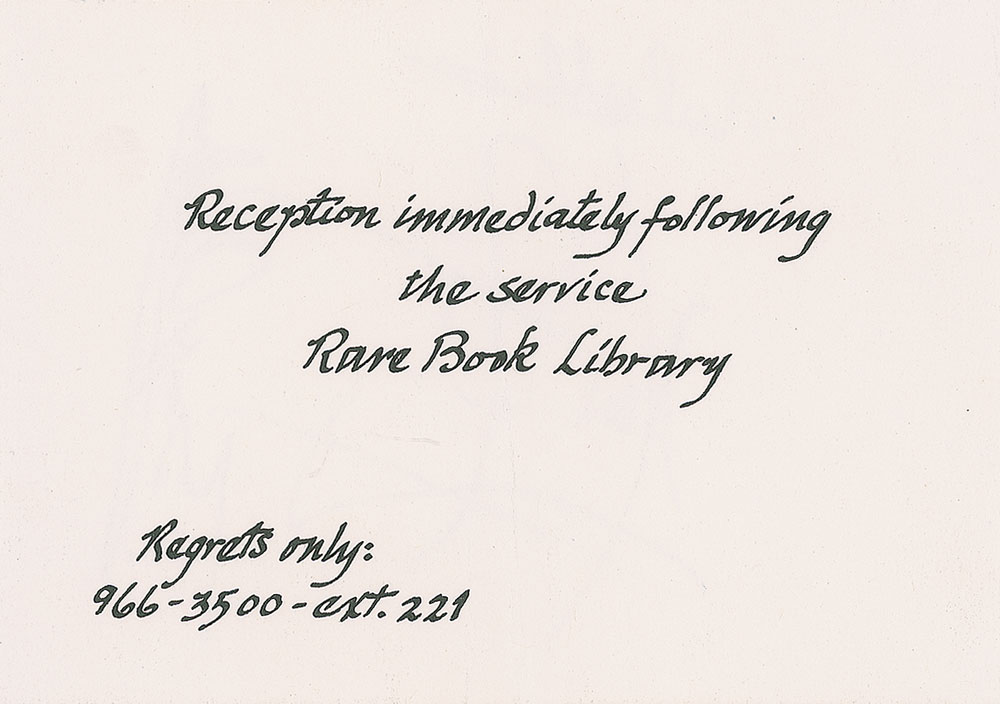 Reception immediately following
the service
Rare Book Library
Regrets only:
966-3500-ext. 221